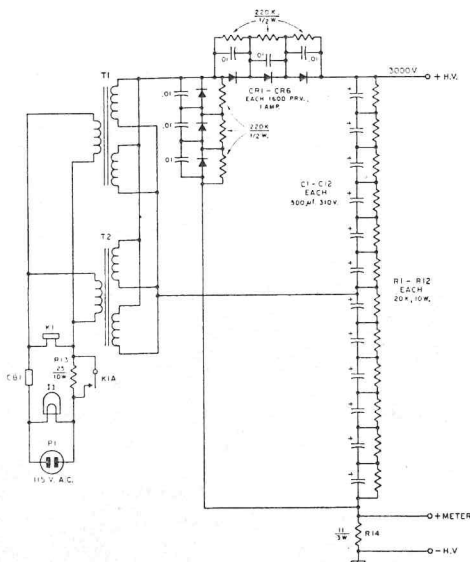 220K
1/2W.
.01
.01
.01
3000V
+ H.V.
T1
CR1 - CR6
EACH 1600 PRV.,
1 AMP.
.01
.01
.01
220K
1/2W.
C1 - C12
EACH
300µf 310V.
T2
R1 - R12
EACH
20K, 10W.
K1
R13
25
10W
K1A
CB1
I1
P1
115 V. A.C.
+ METER
11
3W
R14
- H.V